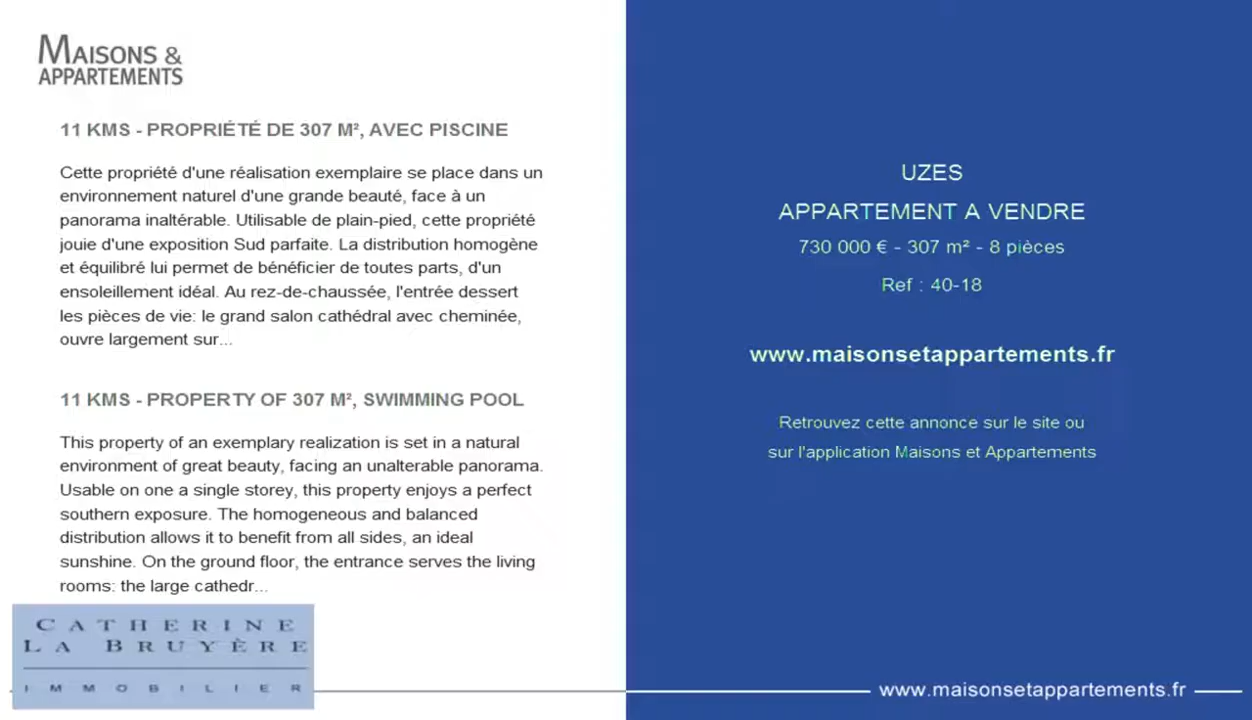 MAISONS &
APPARTEMENTS
11 KMS - PROPRIÉTÉ DE 307 M², AVEC PISCINE
Cette propriété d'une réalisation exemplaire se place dans un
environnement naturel d'une grande beauté, face à un
panorama inaltérable. Utilisable de plain-pied, cette propriété
jouie d'une exposition Sud parfaite. La distribution homogène
et équilibré lui permet de bénéficier de toutes parts, d'un
ensoleillement idéal. Au rez-de-chaussée, l'entrée dessert
les pièces de vie: le grand salon cathédral avec cheminée,
ouvre largement sur...
11 KMS - PROPERTY OF 307 M², SWIMMING POOL
This property of an exemplary realization is set in a natural
environment of great beauty, facing an unalterable panorama.
Usable on one a single storey, this property enjoys a perfect
southern exposure. The homogeneous and balanced
distribution allows it to benefit from all sides, an ideal
sunshine. On the ground floor, the entrance serves the living
rooms: the large cathedr...
CATHERINE
LA BRUYÈRE
IMMOBILIER
UZES
APPARTEMENT A VENDRE
730 000 € - 307 m² - 8 pièces
Ref : 40-18
www.maisonsetappartements.fr
Retrouvez cette annonce sur le site ou
sur l'application Maisons et Appartements
www.maisonsetappartements.fr